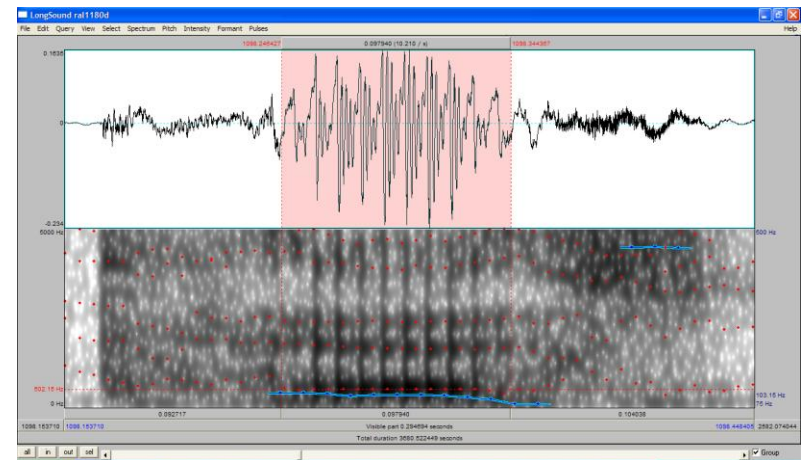 LongSound ral1180d
File Edit Query View Select Spectrum Pitch Intensity Formant Pulses Help
1098.246427 0.097940 (10.210 / s) 1098.344367
0.1636
0
-0.234
5000 Hz 500 Hz
502.15 Hz 103.15 Hz
0 Hz 75 Hz
0.092717 0.097940 0.104038
1098.153710 1098.153710 Visible part 0.294694 seconds 1098.448405 2582.074044
Total duration 3680.522449 seconds
all in out sel Group